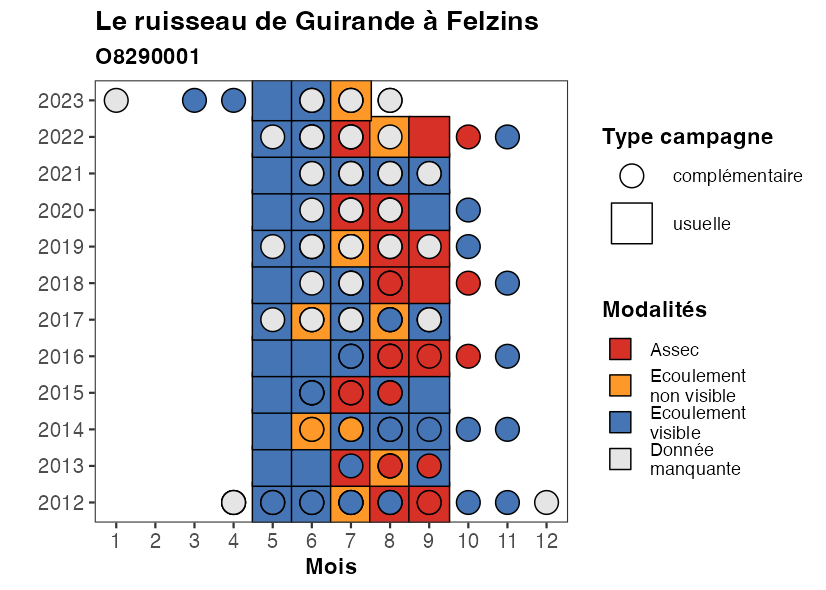 Le ruisseau de Guirande à Felzins
O8290001
2023
2022
2021
2020
2019
2018
2017
2016
2015
2014
2013
2012
1 2 3 4 5 6 7 8 9 10 11 12
Mois
Type campagne
complémentaire
usuelle
Modalités
Assec
Ecoulement
non visible
Ecoulement
visible
Donnée
manquante